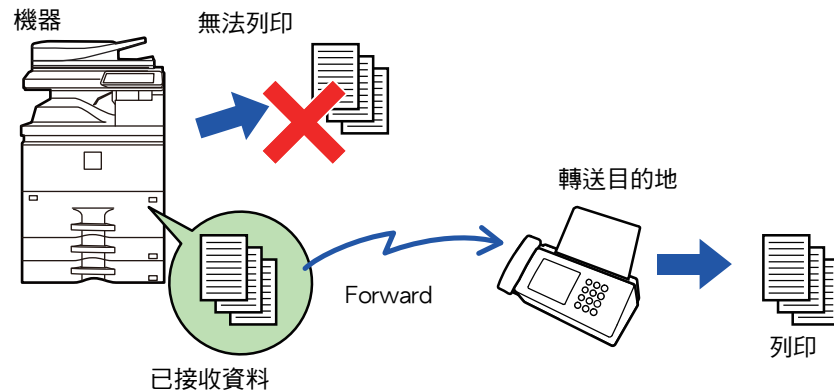 機器
無法列印
轉送目的地
Forward
列印
已接收資料